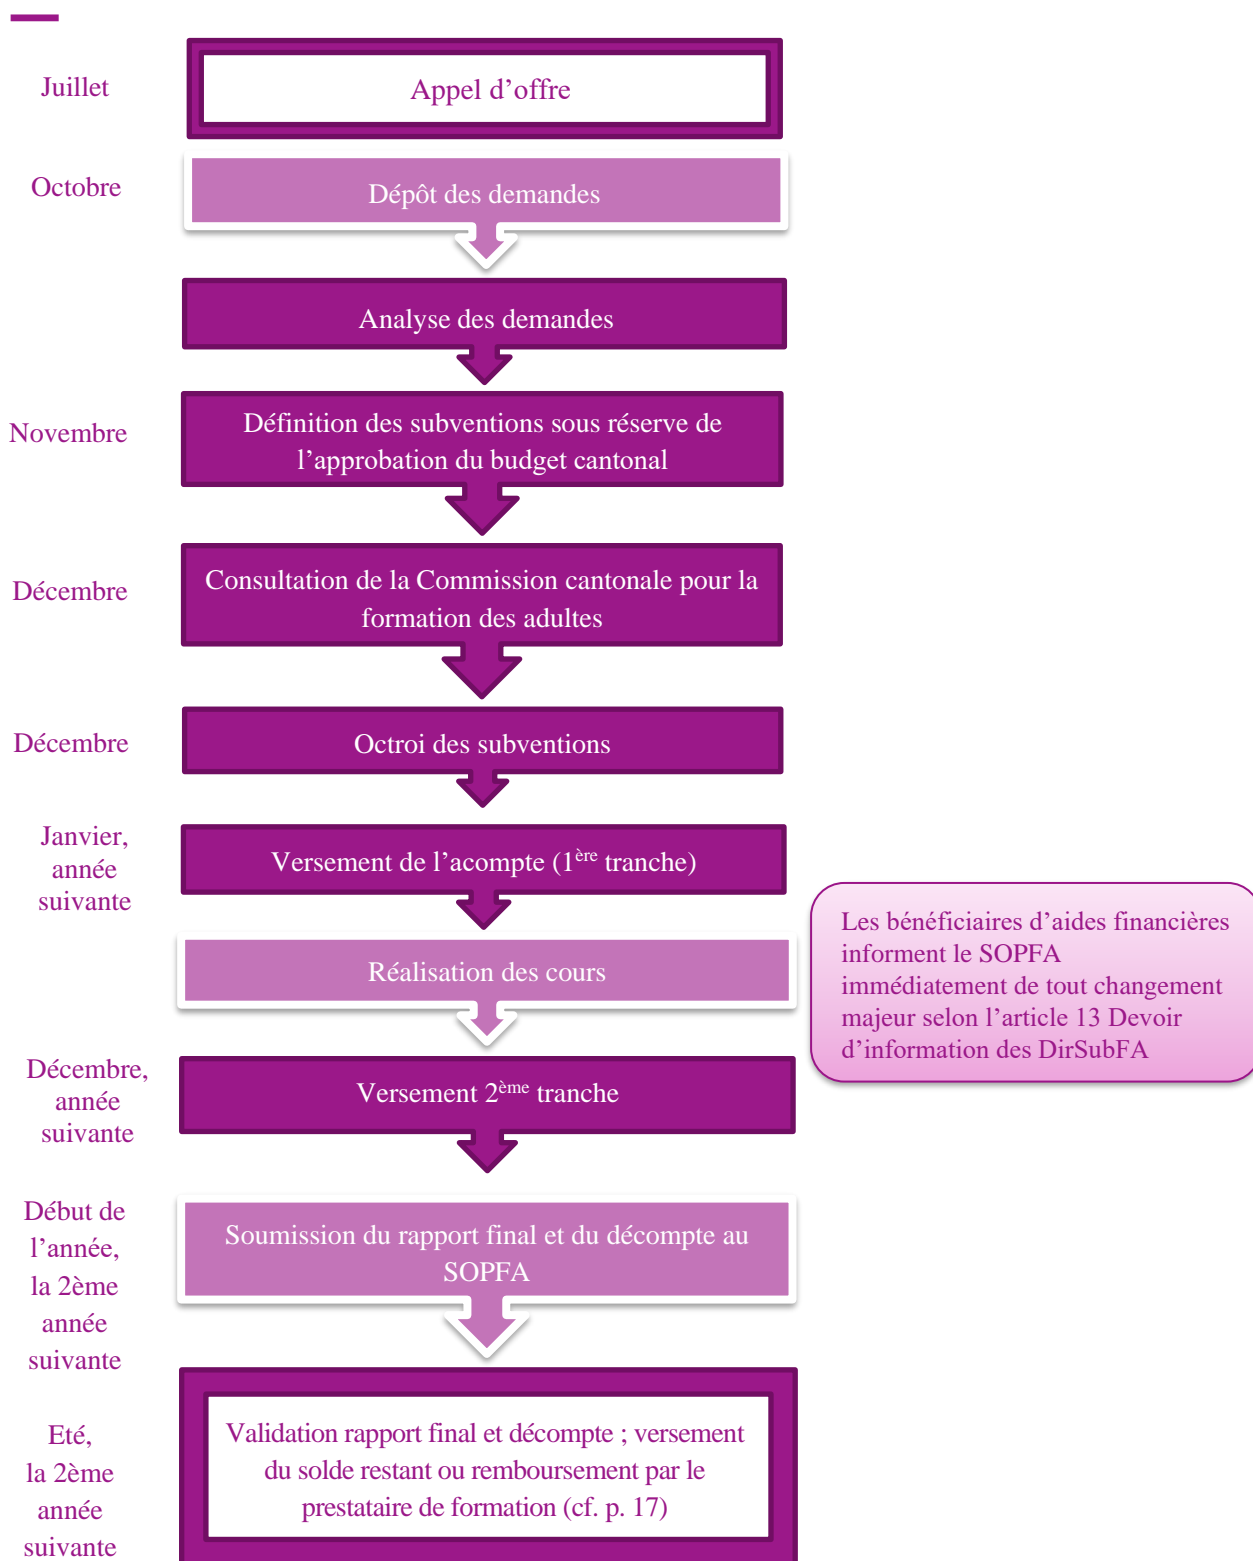 Juillet
Appel d’offre
Octobre
Dépôt des demandes
Analyse des demandes
Novembre
Définition des subventions sous réserve de
l’approbation du budget cantonal
Décembre
Consultation de la Commission cantonale pour la
formation des adultes
Décembre
Octroi des subventions
Janvier,
année
suivante
Versement de l’acompte (1ère tranche)
Réalisation des cours
Les bénéficiaires d’aides financières
informent le SOPFA
immédiatement de tout changement
majeur selon l’article 13 Devoir
d’information des DirSubFA
Décembre,
année
suivante
Versement 2ème tranche
Début de
l’année,
la 2ème
année
suivante
Soumission du rapport final et du décompte au
SOPFA
Eté,
la 2ème
année
suivante
Validation rapport final et décompte ; versement
du solde restant ou remboursement par le
prestataire de formation (cf. p. 17)